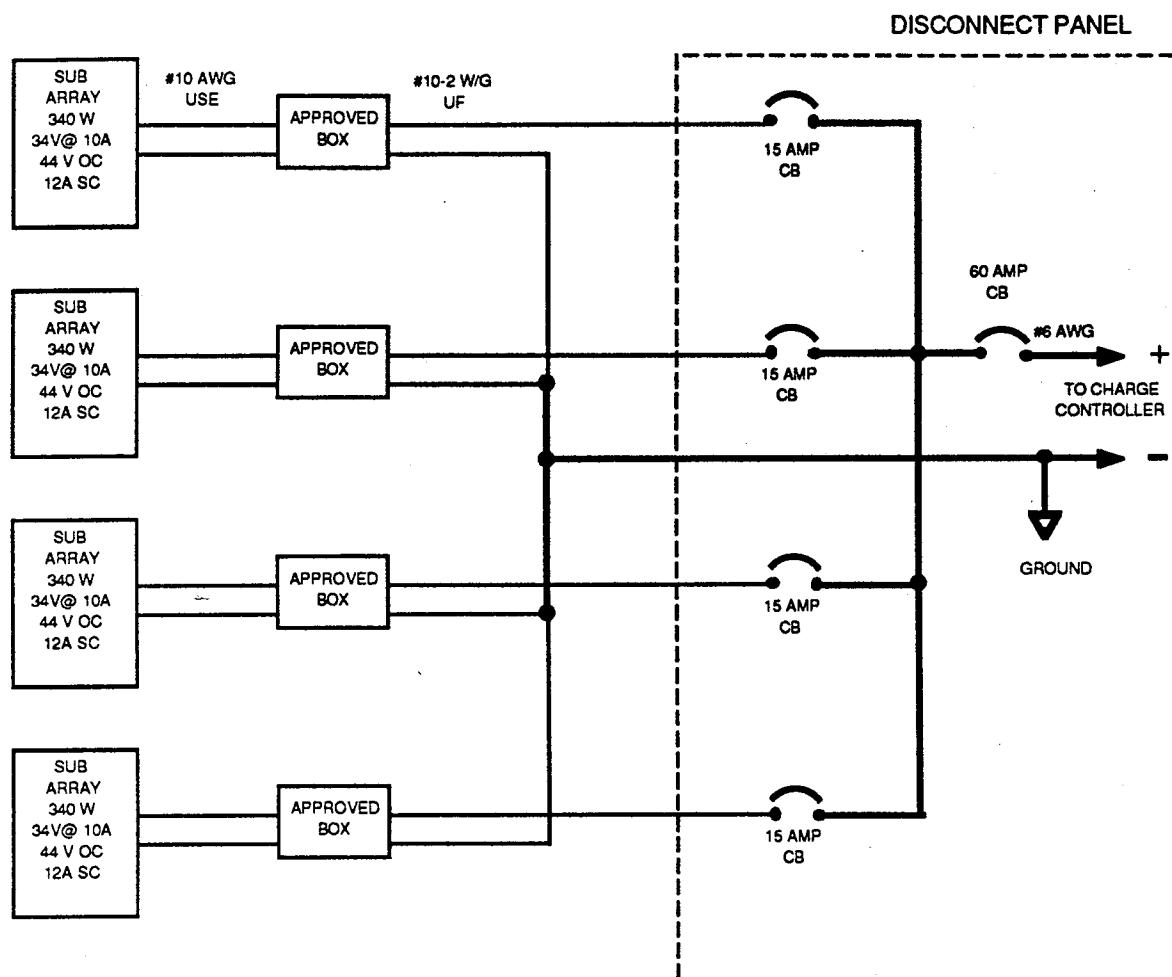 DISCONNECT PANEL
SUB
ARRAY
340 W
34V@ 10A
44 V OC
12A SC
#10 AWG
USE
APPROVED
BOX
#10-2 W/G
UF
15 AMP
CB
SUB
ARRAY
340 W
34V@ 10A
44 V OC
12A SC
APPROVED
BOX
15 AMP
CB
60 AMP
CB
#6 AWG
+
TO CHARGE
CONTROLLER
-
GROUND
SUB
ARRAY
340 W
34V@ 10A
44 V OC
12A SC
APPROVED
BOX
15 AMP
CB
SUB
ARRAY
340 W
34V@ 10A
44 V OC
12A SC
APPROVED
BOX
15 AMP
CB